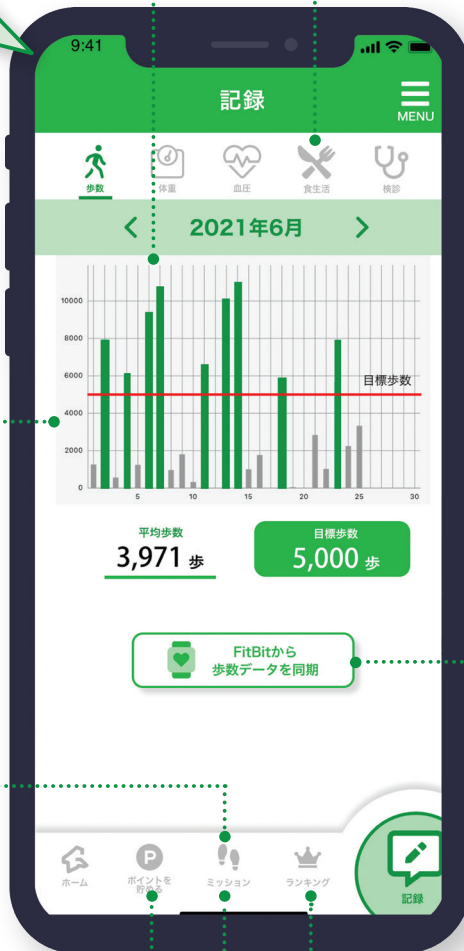 9:41
記録
MENU
歩数
体重
血圧
食生活
検診
2021年6月
10000
8000
6000
目標歩数
4000
2000
0
5
10
15
20
25
30
平均歩数
3,971 歩
目標歩数
5,000 歩
FitBitから
歩数データを同期
ホーム
ポイントを
貯める
ミッション
ランキング
記録